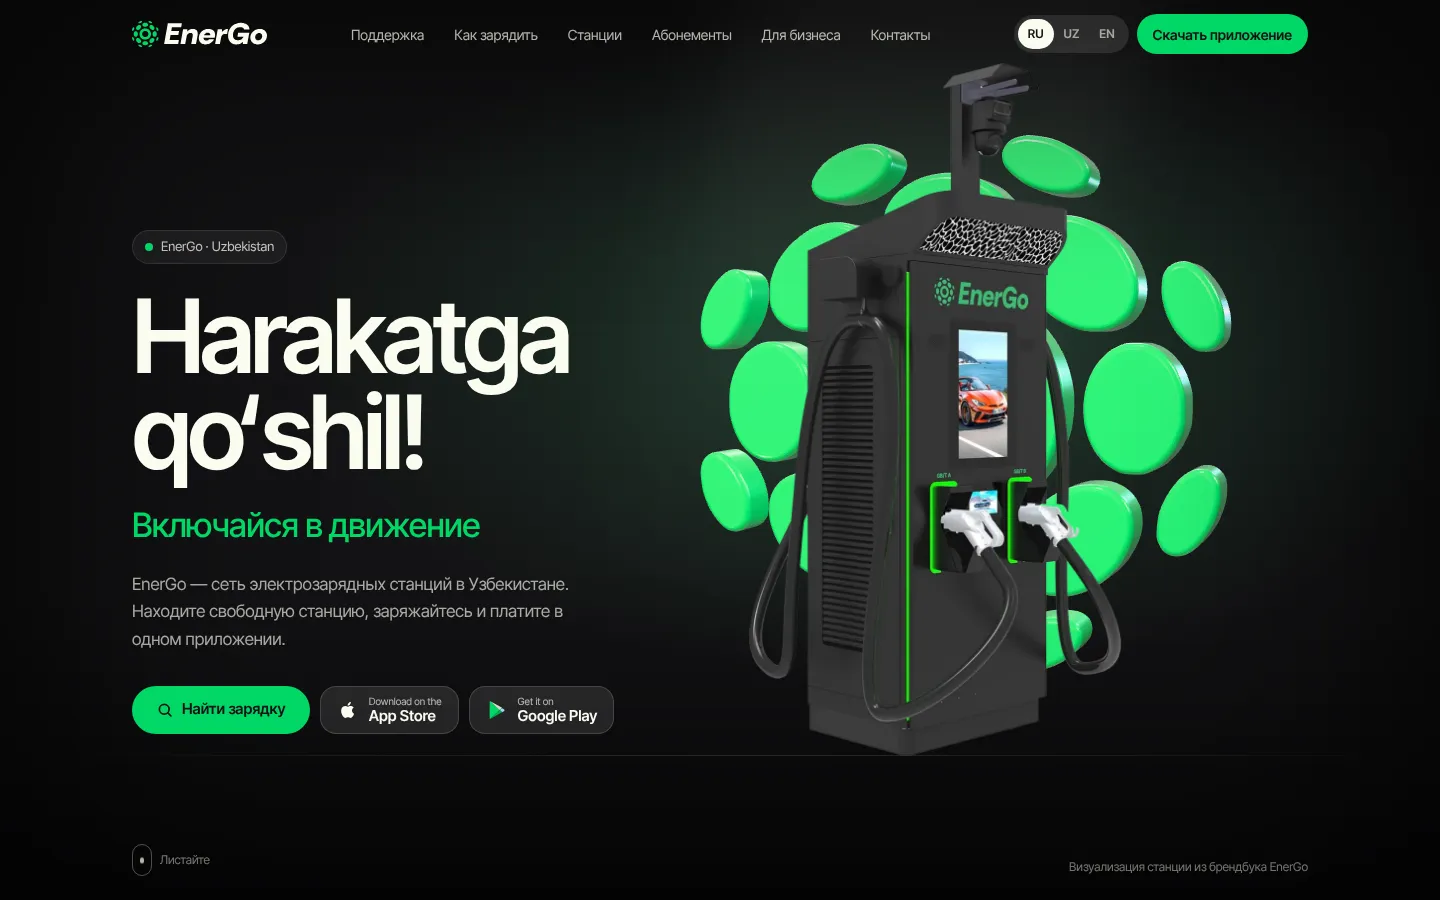 EnerGo
Поддержка
Как зарядить
Станции
Абонементы
Для бизнеса
Контакты
RU
UZ
EN
Скачать приложение
EnerGo · Uzbekistan
Harakatga
qo‘shil!
Включайся в движение
EnerGo — сеть электрозарядных станций в Узбекистане.
Находите свободную станцию, заряжайтесь и платите в
одном приложении.
Найти зарядку
Download on the
App Store
Get it on
Google Play
EnerGo
Листайте
Визуализация станции из брендбука EnerGo